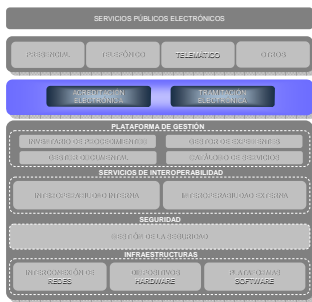 SERVICIOS PÚBLICOS ELECTRÓNICOS
PRESENCIAL TELEFÓNICO TELEMÁTICO OTROS
ACREDITACIÓN ELECTRÓNICA TRAMITACIÓN ELECTRÓNICA
PLATAFORMA DE GESTIÓN
INVENTARIO DE PROCEDIMIENTOS GESTOR DE EXPEDIENTES
GESTOR DOCUMENTAL CATÁLOGO DE SERVICIOS
SERVICIOS DE INTEROPERABILIDAD
INTEROPERABILIDAD INTERNA INTEROPERABILIDAD EXTERNA
SEGURIDAD
GESTIÓN DE LA SEGURIDAD
INFRAESTRUCTURAS
INTERCONEXIÓN DE REDES DISPOSITIVOS HARDWARE PLATAFORMAS SOFTWARE